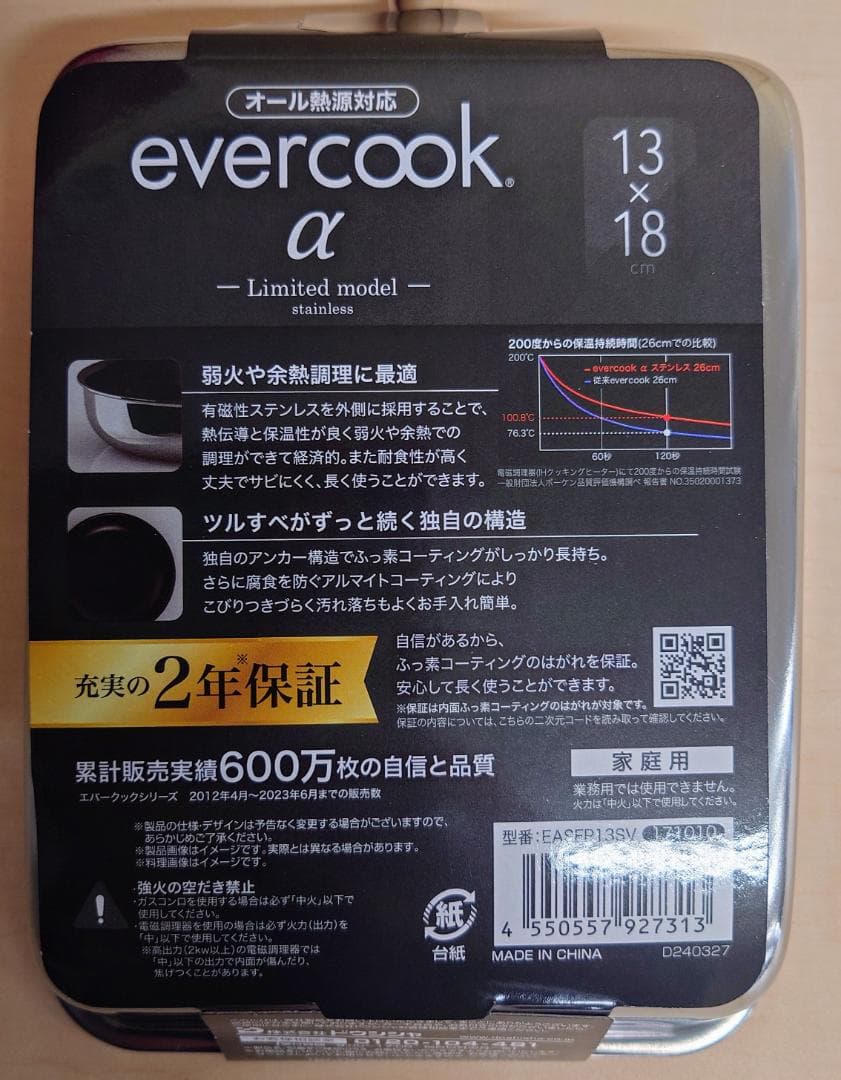 オール熱源対応
evercook®
α
Limited model
stainless
13
×
18
cm
200度からの保温持続時間(26cmでの比較)
200℃
evercook α ステンレス 26cm
従来evercook 26cm
100.8℃
76.3℃
60秒
120秒
電磁調理器(IHクッキングヒーター)にて200度からの保温持続時間試験
一般財団法人ボーケン品質評価機構調べ 報告書 NO.35020001373
弱火や余熱調理に最適
有磁性ステンレスを外側に採用することで、
熱伝導と保温性が良く弱火や余熱での
調理ができて経済的。また耐食性が高く
丈夫でサビにくく、長く使うことができます。
ツルすべがずっと続く独自の構造
独自のアンカー構造でふっ素コーティングがしっかり長持ち。
さらに腐食を防ぐアルマイトコーティングにより
こびりつきづらく汚れ落ちもよくお手入れ簡単。
充実の2年保証※
自信があるから、
ふっ素コーティングのはがれを保証。
安心して長く使うことができます。
※保証は内面ふっ素コーティングのはがれが対象です。
保証の内容については、こちらの二次元コードを読み取って確認してください。
累計販売実績600万枚の自信と品質
エバークックシリーズ 2012年4月〜2023年6月までの販売数
家庭用
業務用では使用できません。
火力は「中火」以下で使用してください。
※製品の仕様・デザインは予告なく変更する場合がございますので、
あらかじめご了承ください。
※製品画像はイメージです。実際とは異なる場合があります。
※料理画像はイメージです。
・強火の空だき禁止
・ガスコンロを使用する場合は必ず「中火」以下で
使用してください。
・電磁調理器を使用の場合は必ず火力(出力)を
「中」以下で使用してください。
※高出力(2kw以上)の電磁調理器では
「中」以下の出力で内面が傷んだり、
焦げつくことがあります。
紙
台紙
型番:EASFP13SV 171010
4 550557 927313
MADE IN CHINA
D240327
株式会社ドウシシャ
お客様相談室
0120-104-481